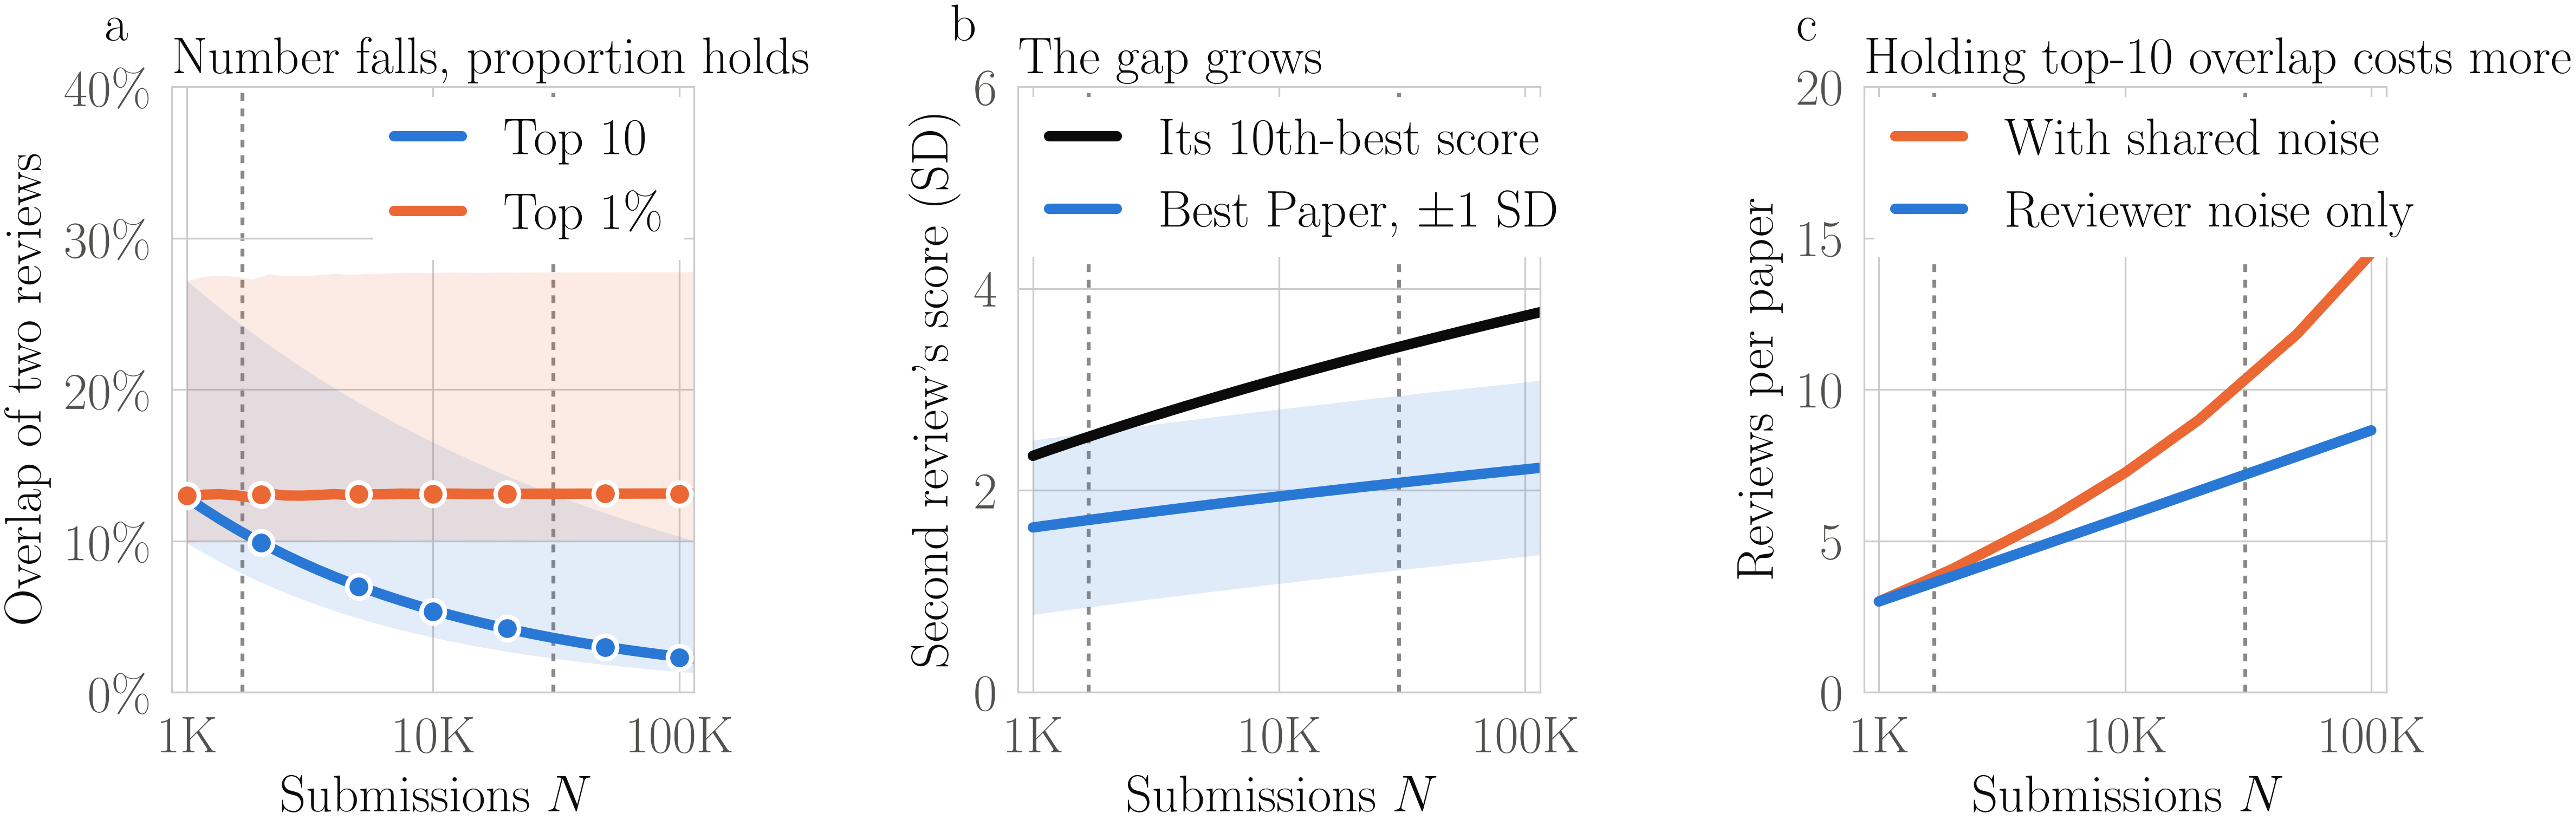 a
Number falls, proportion holds
40%
30%
20%
10%
0%
Overlap of two reviews
Top 10
Top 1%
1K
10K
100K
Submissions N
b
The gap grows
6
4
2
0
Second review's score (SD)
Its 10th-best score
Best Paper, ±1 SD
1K
10K
100K
Submissions N
c
Holding top-10 overlap costs more
20
15
10
5
0
Reviews per paper
With shared noise
Reviewer noise only
1K
10K
100K
Submissions N